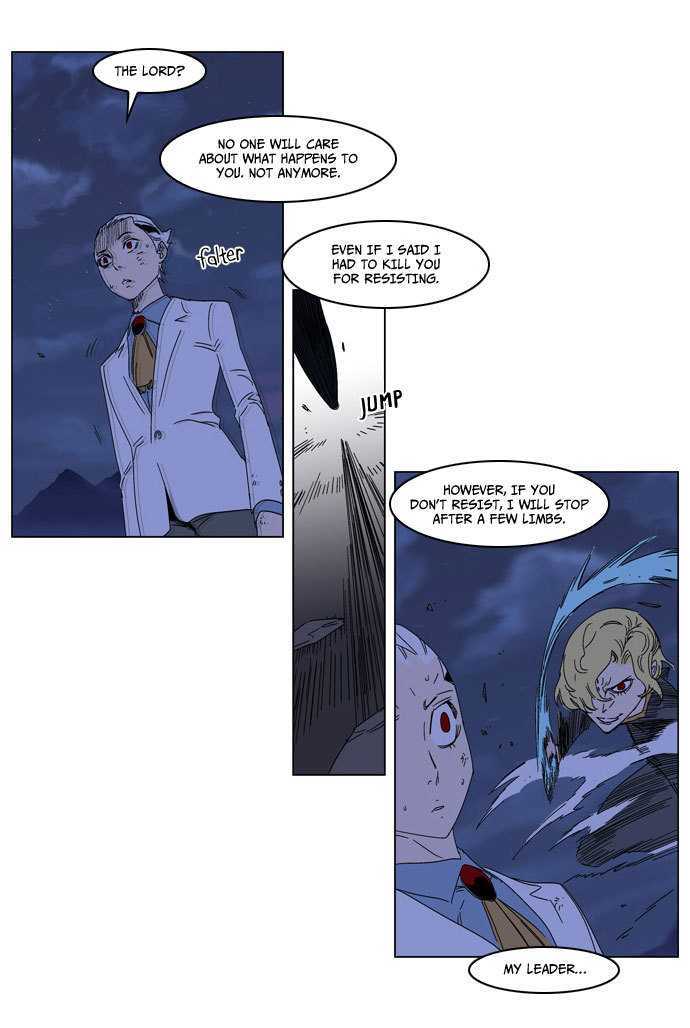 THE LORD?
NO ONE WILL CARE
ABOUT WHAT HAPPENS TO
YOU. NOT ANYMORE.
falter
EVEN IF I SAID I
HAD TO KILL YOU
FOR RESISTING.
JUMP
HOWEVER, IF YOU
DON'T RESIST, I WILL STOP
AFTER A FEW LIMBS.
MY LEADER...